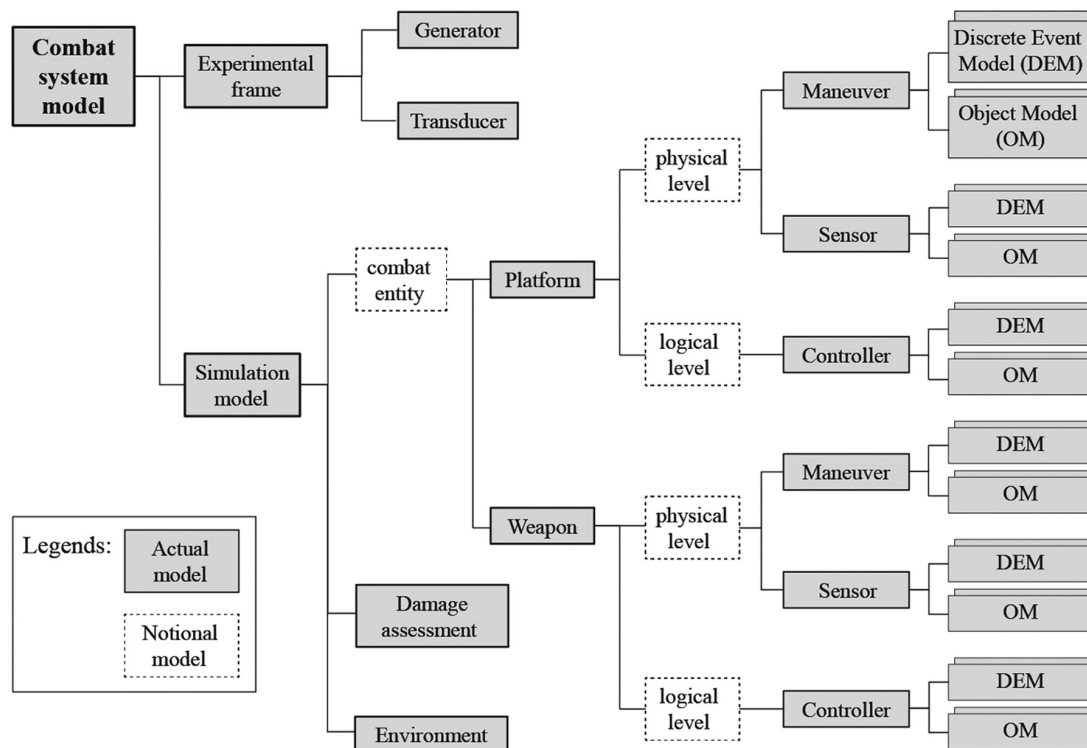 Combat
system
model
Experimental
frame
Generator
Transducer
Simulation
model
combat
entity
Damage
assessment
Environment
Platform
Weapon
physical
level
logical
level
physical
level
logical
level
Maneuver
Discrete Event
Model (DEM)
Object Model
(OM)
Sensor
DEM
OM
Controller
DEM
OM
Maneuver
DEM
OM
Sensor
DEM
OM
Controller
DEM
OM
Legends:
Actual
model
Notional
model